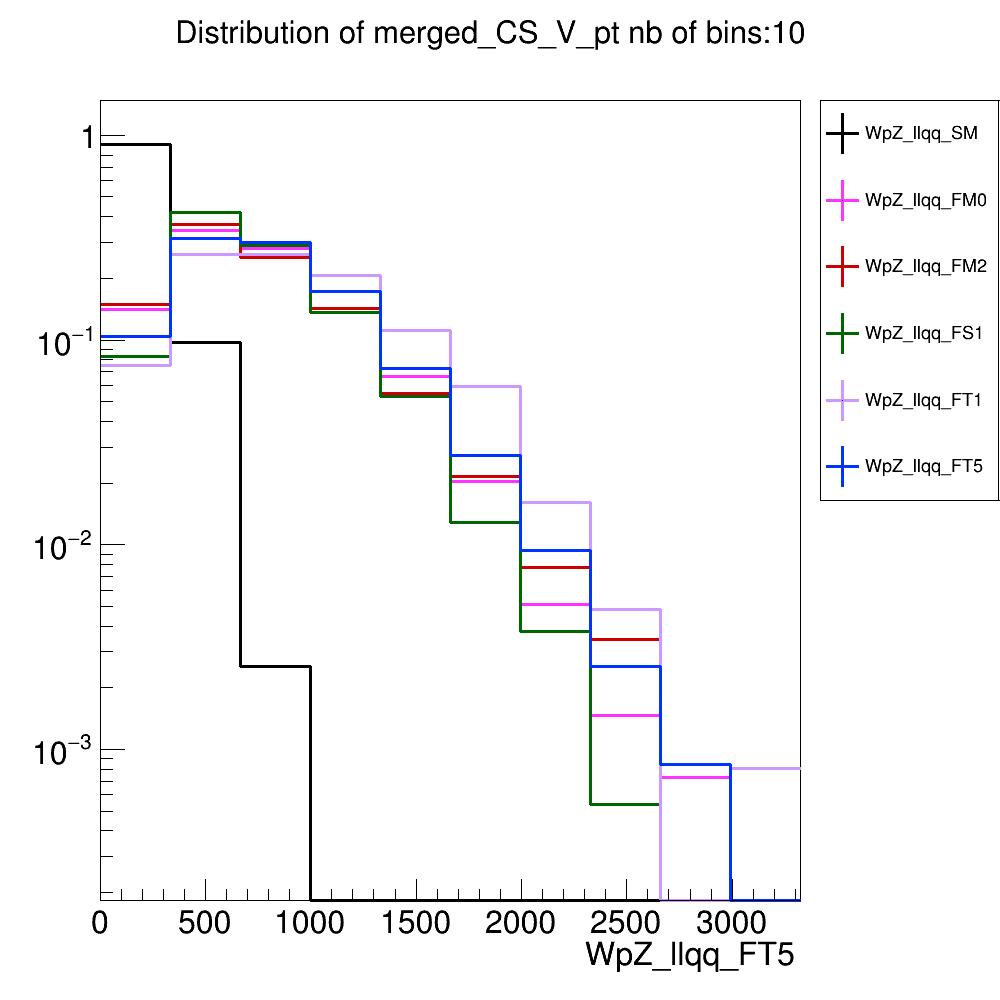 Distribution of merged_CS_V_pt nb of bins:10
1
10⁻¹
10⁻²
10⁻³
0 500 1000 1500 2000 2500 3000
WpZ_llqq_FT5
WpZ_llqq_SM
WpZ_llqq_FM0
WpZ_llqq_FM2
WpZ_llqq_FS1
WpZ_llqq_FT1
WpZ_llqq_FT5